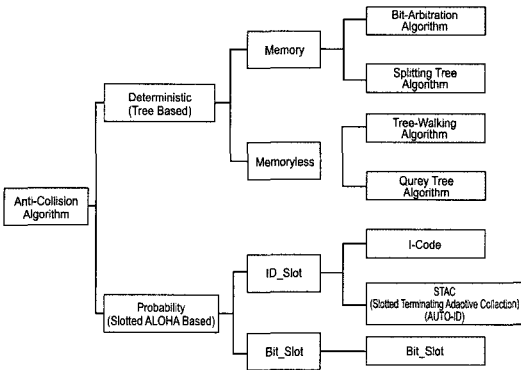 Bit-Arbitration
Algorithm
Memory
Splitting Tree
Algorithm
Deterministic
(Tree Based)
Tree-Walking
Algorithm
Memoryless
Qurey Tree
Algorithm
Anti-Collision
Algorithm
I-Code
ID_Slot
STAC
(Slotted Terminating Adaptive Collection)
(AUTO-ID)
Probability
(Slotted ALOHA Based)
Bit_Slot
Bit_Slot